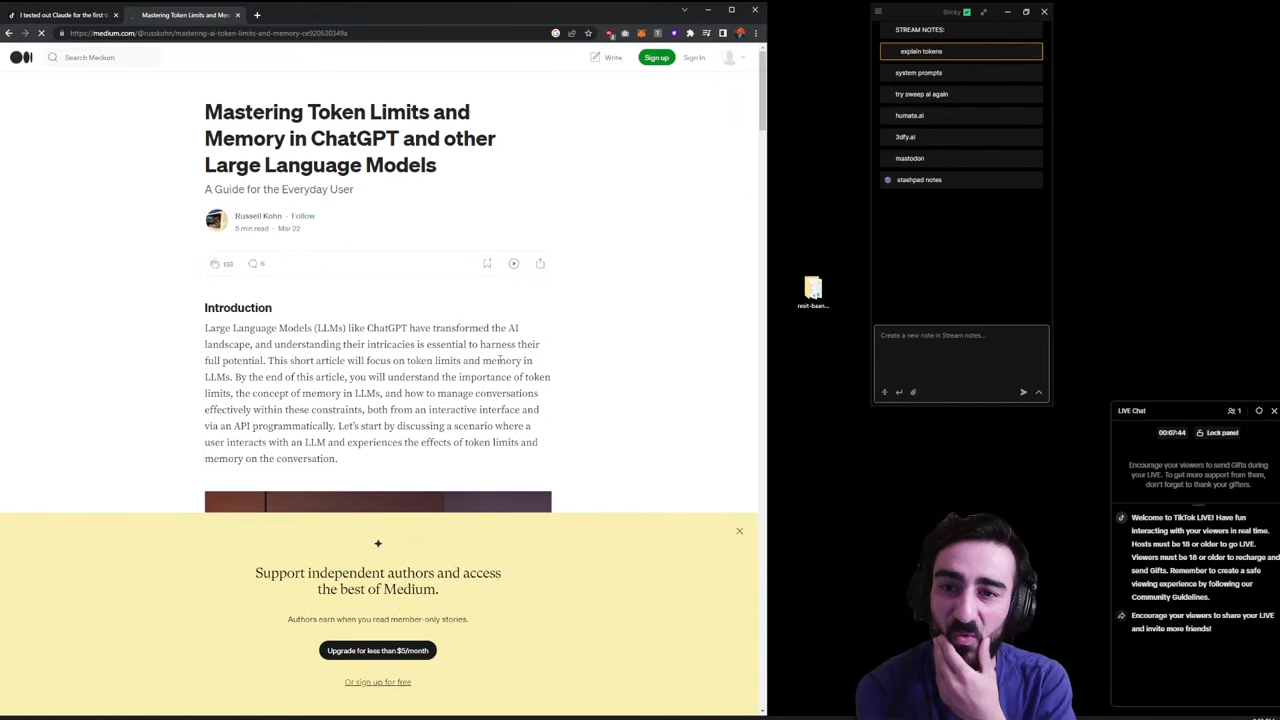 I tested out Claude for the first t
Mastering Token Limits and Mem
https://medium.com/@russkohn/mastering-ai-token-limits-and-memory-ce920630349a
Search Medium
Write
Sign up
Sign In
Mastering Token Limits and
Memory in ChatGPT and other
Large Language Models
A Guide for the Everyday User
Russell Kohn · Follow
5 min read · Mar 22
138
6
Introduction
Large Language Models (LLMs) like ChatGPT have transformed the AI
landscape, and understanding their intricacies is essential to harness their
full potential. This short article will focus on token limits and memory in
LLMs. By the end of this article, you will understand the importance of token
limits, the concept of memory in LLMs, and how to manage conversations
effectively within these constraints, both from an interactive interface and
via an API programmatically. Let's start by discussing a scenario where a
user interacts with an LLM and experiences the effects of token limits and
memory on the conversation.
Support independent authors and access
the best of Medium.
Authors earn when you read member-only stories.
Upgrade for less than $5/month
Or sign up for free
Sticky
STREAM NOTES:
explain tokens
system prompts
try sweep ai again
humata.ai
3dfy.ai
mastodon
stashpad notes
Create a new note in Stream notes...
resit-baan...
LIVE Chat
1
00:07:44
Lock panel
Encourage your viewers to send Gifts during
your LIVE. To get more support from them,
don't forget to thank your gifters.
Welcome to TikTok LIVE! Have fun
interacting with your viewers in real time.
Hosts must be 18 or older to go LIVE.
Viewers must be 18 or older to recharge and
send Gifts. Remember to create a safe
viewing experience by following our
Community Guidelines.
Encourage your viewers to share your LIVE
and invite more friends!